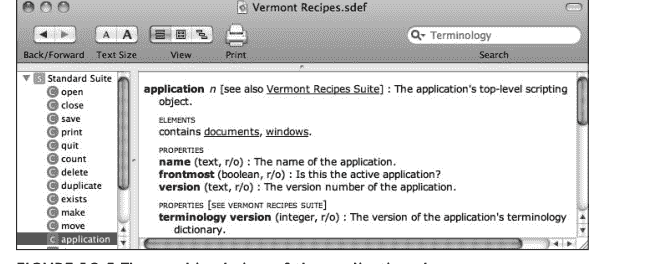 Vermont Recipes.sdef
A A
Terminology
Back/Forward Text Size View Print Search
Standard Suite
open
close
save
print
quit
count
delete
duplicate
exists
make
move
application
application n [see also Vermont Recipes Suite] : The application's top-level scripting
object.
ELEMENTS
contains documents, windows.
PROPERTIES
name (text, r/o) : The name of the application.
frontmost (boolean, r/o) : Is this the active application?
version (text, r/o) : The version number of the application.
PROPERTIES [SEE VERMONT RECIPES SUITE]
terminology version (integer, r/o) : The version of the application's terminology
dictionary.